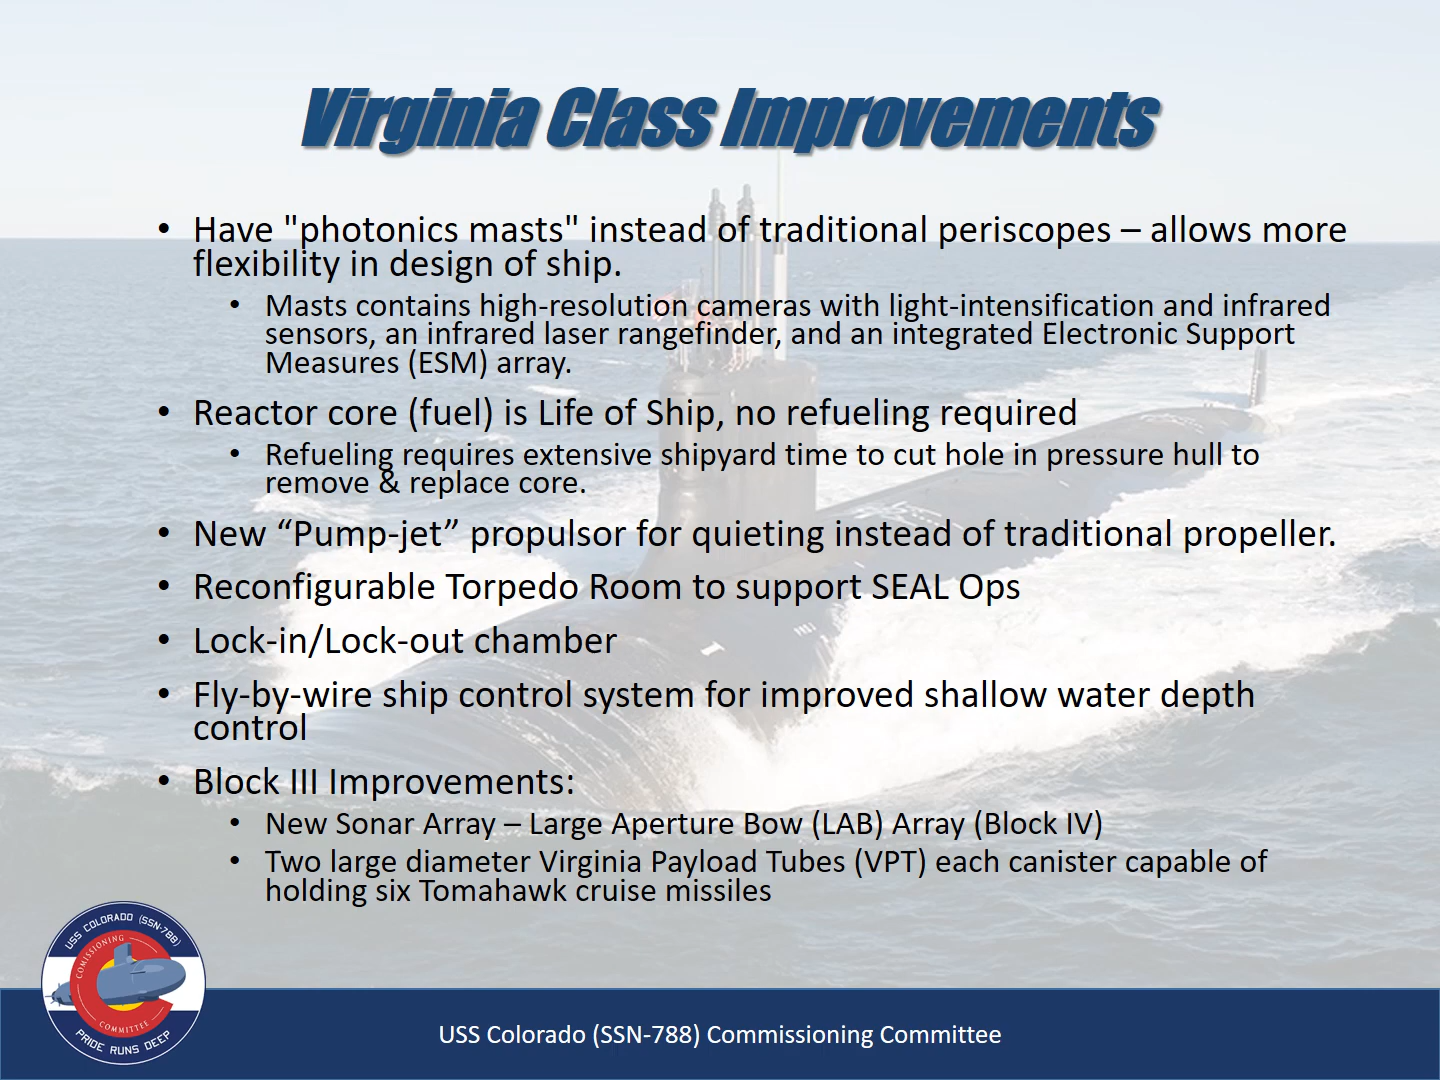 Virginia Class Improvements
• Have "photonics masts" instead of traditional periscopes – allows more
flexibility in design of ship.
• Masts contains high-resolution cameras with light-intensification and infrared
sensors, an infrared laser rangefinder, and an integrated Electronic Support
Measures (ESM) array.
• Reactor core (fuel) is Life of Ship, no refueling required
• Refueling requires extensive shipyard time to cut hole in pressure hull to
remove & replace core.
• New “Pump-jet” propulsor for quieting instead of traditional propeller.
• Reconfigurable Torpedo Room to support SEAL Ops
• Lock-in/Lock-out chamber
• Fly-by-wire ship control system for improved shallow water depth
control
• Block III Improvements:
• New Sonar Array – Large Aperture Bow (LAB) Array (Block IV)
• Two large diameter Virginia Payload Tubes (VPT) each canister capable of
holding six Tomahawk cruise missiles
USS COLORADO (SSN-788)
COMISSIONING
COMMITTEE
PRIDE RUNS DEEP
USS Colorado (SSN-788) Commissioning Committee